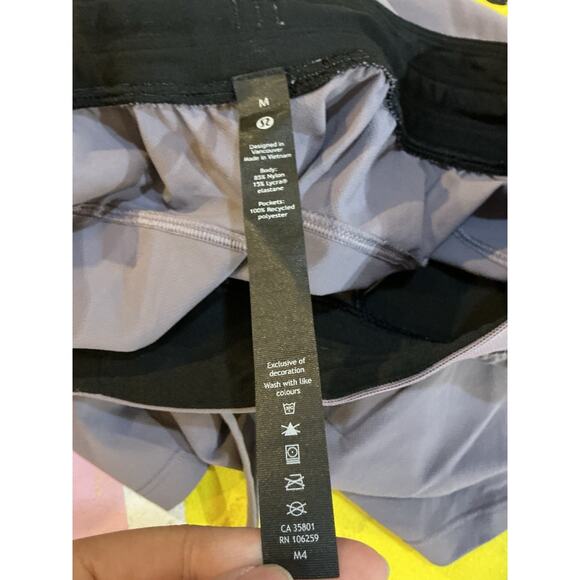 M
Designed in
Vancouver
Made in Vietnam
Body:
85% Nylon
15% Lycra®
elastane
Pockets:
100% Recycled
polyester
Exclusive of
decoration
Wash with like
colours
CA 35801
RN 106259
M4